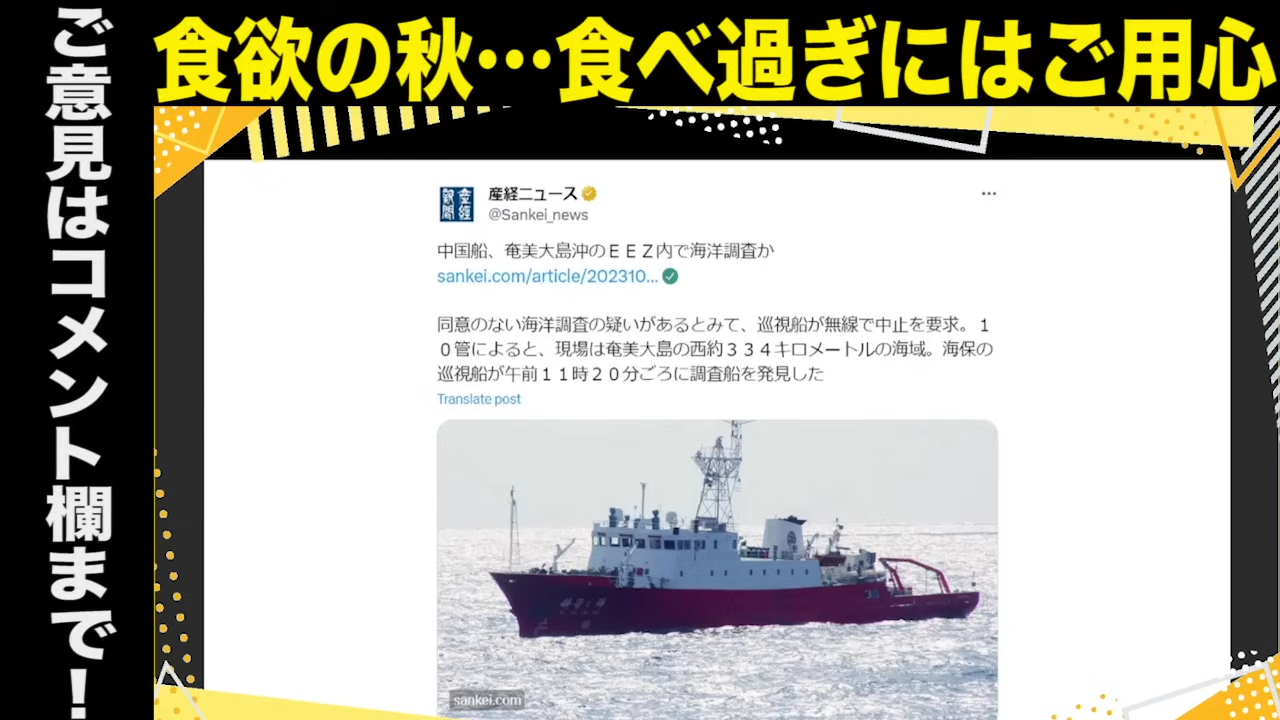 食欲の秋…食べ過ぎにはご用心
ご意見はコメント欄まで！
産経ニュース
@Sankei_news
中国船、奄美大島沖のＥＥＺ内で海洋調査か
sankei.com/article/202310…
同意のない海洋調査の疑いがあるとみて、巡視船が無線で中止を要求。１
０管によると、現場は奄美大島の西約３３４キロメートルの海域。海保の
巡視船が午前１１時２０分ごろに調査船を発見した
Translate post
sankei.com